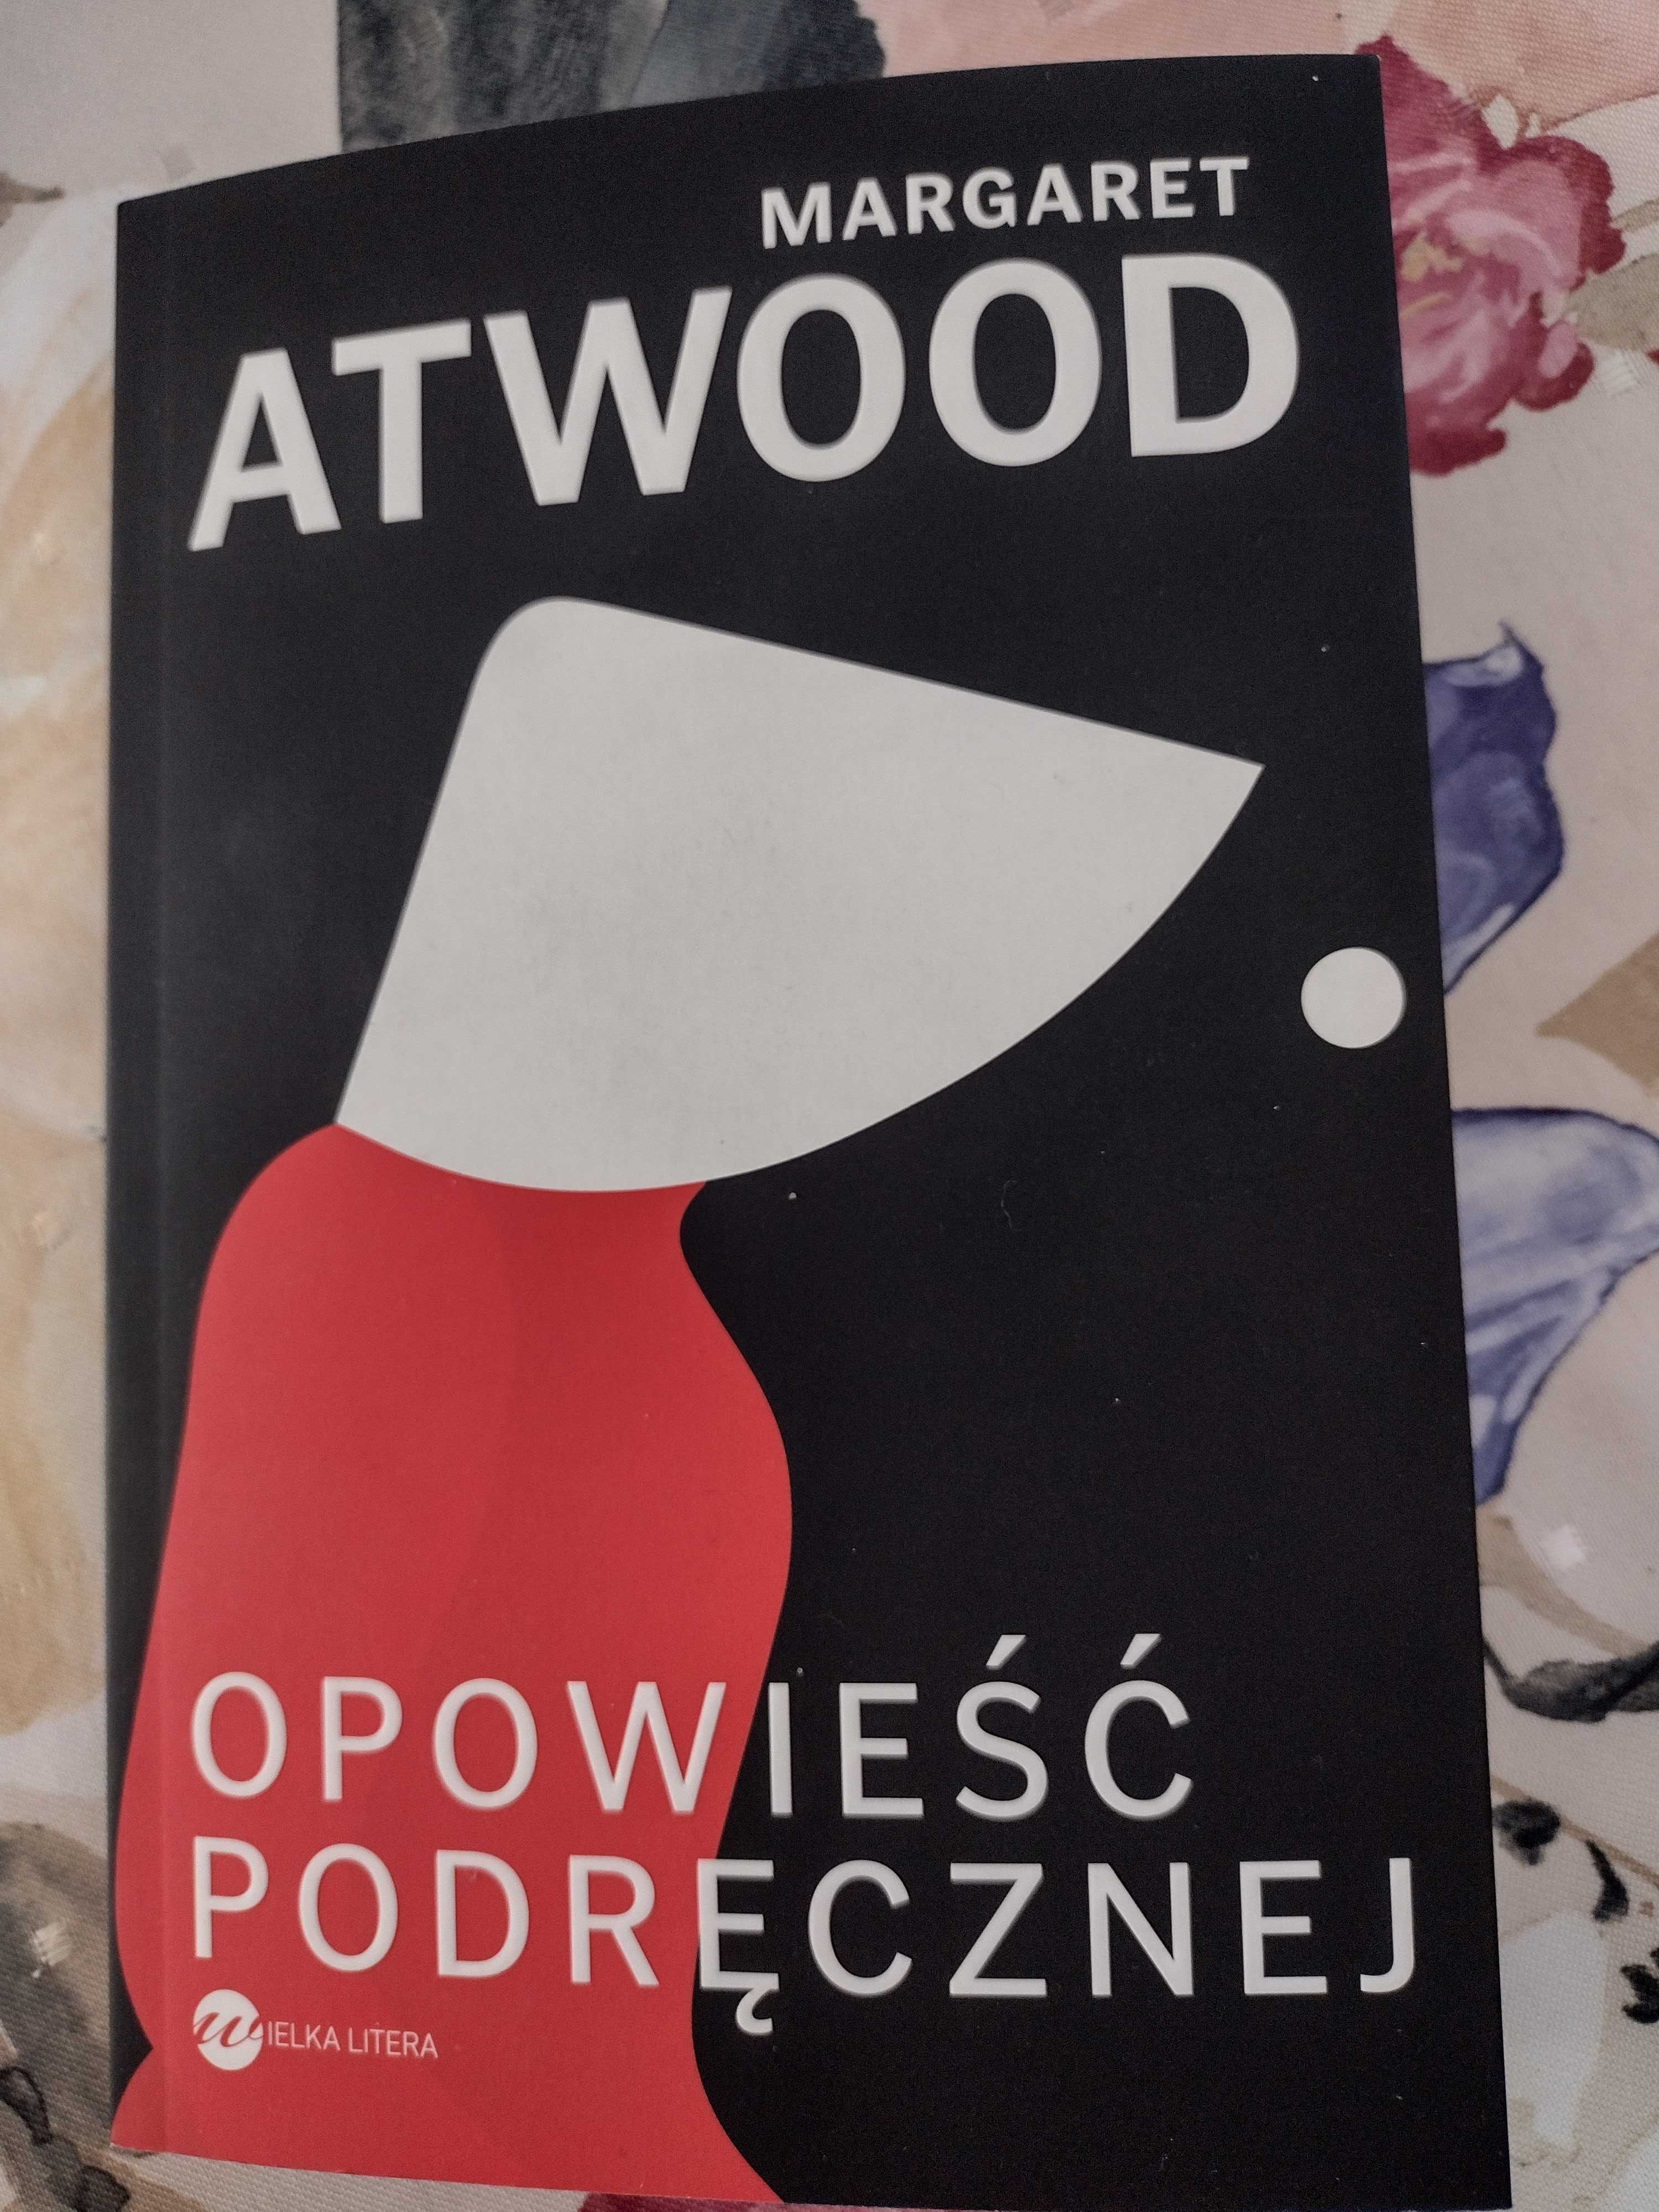 MARGARET
ATWOOD
OPOWIEŚĆ
PODRĘCZNEJ
WIELKA LITERA